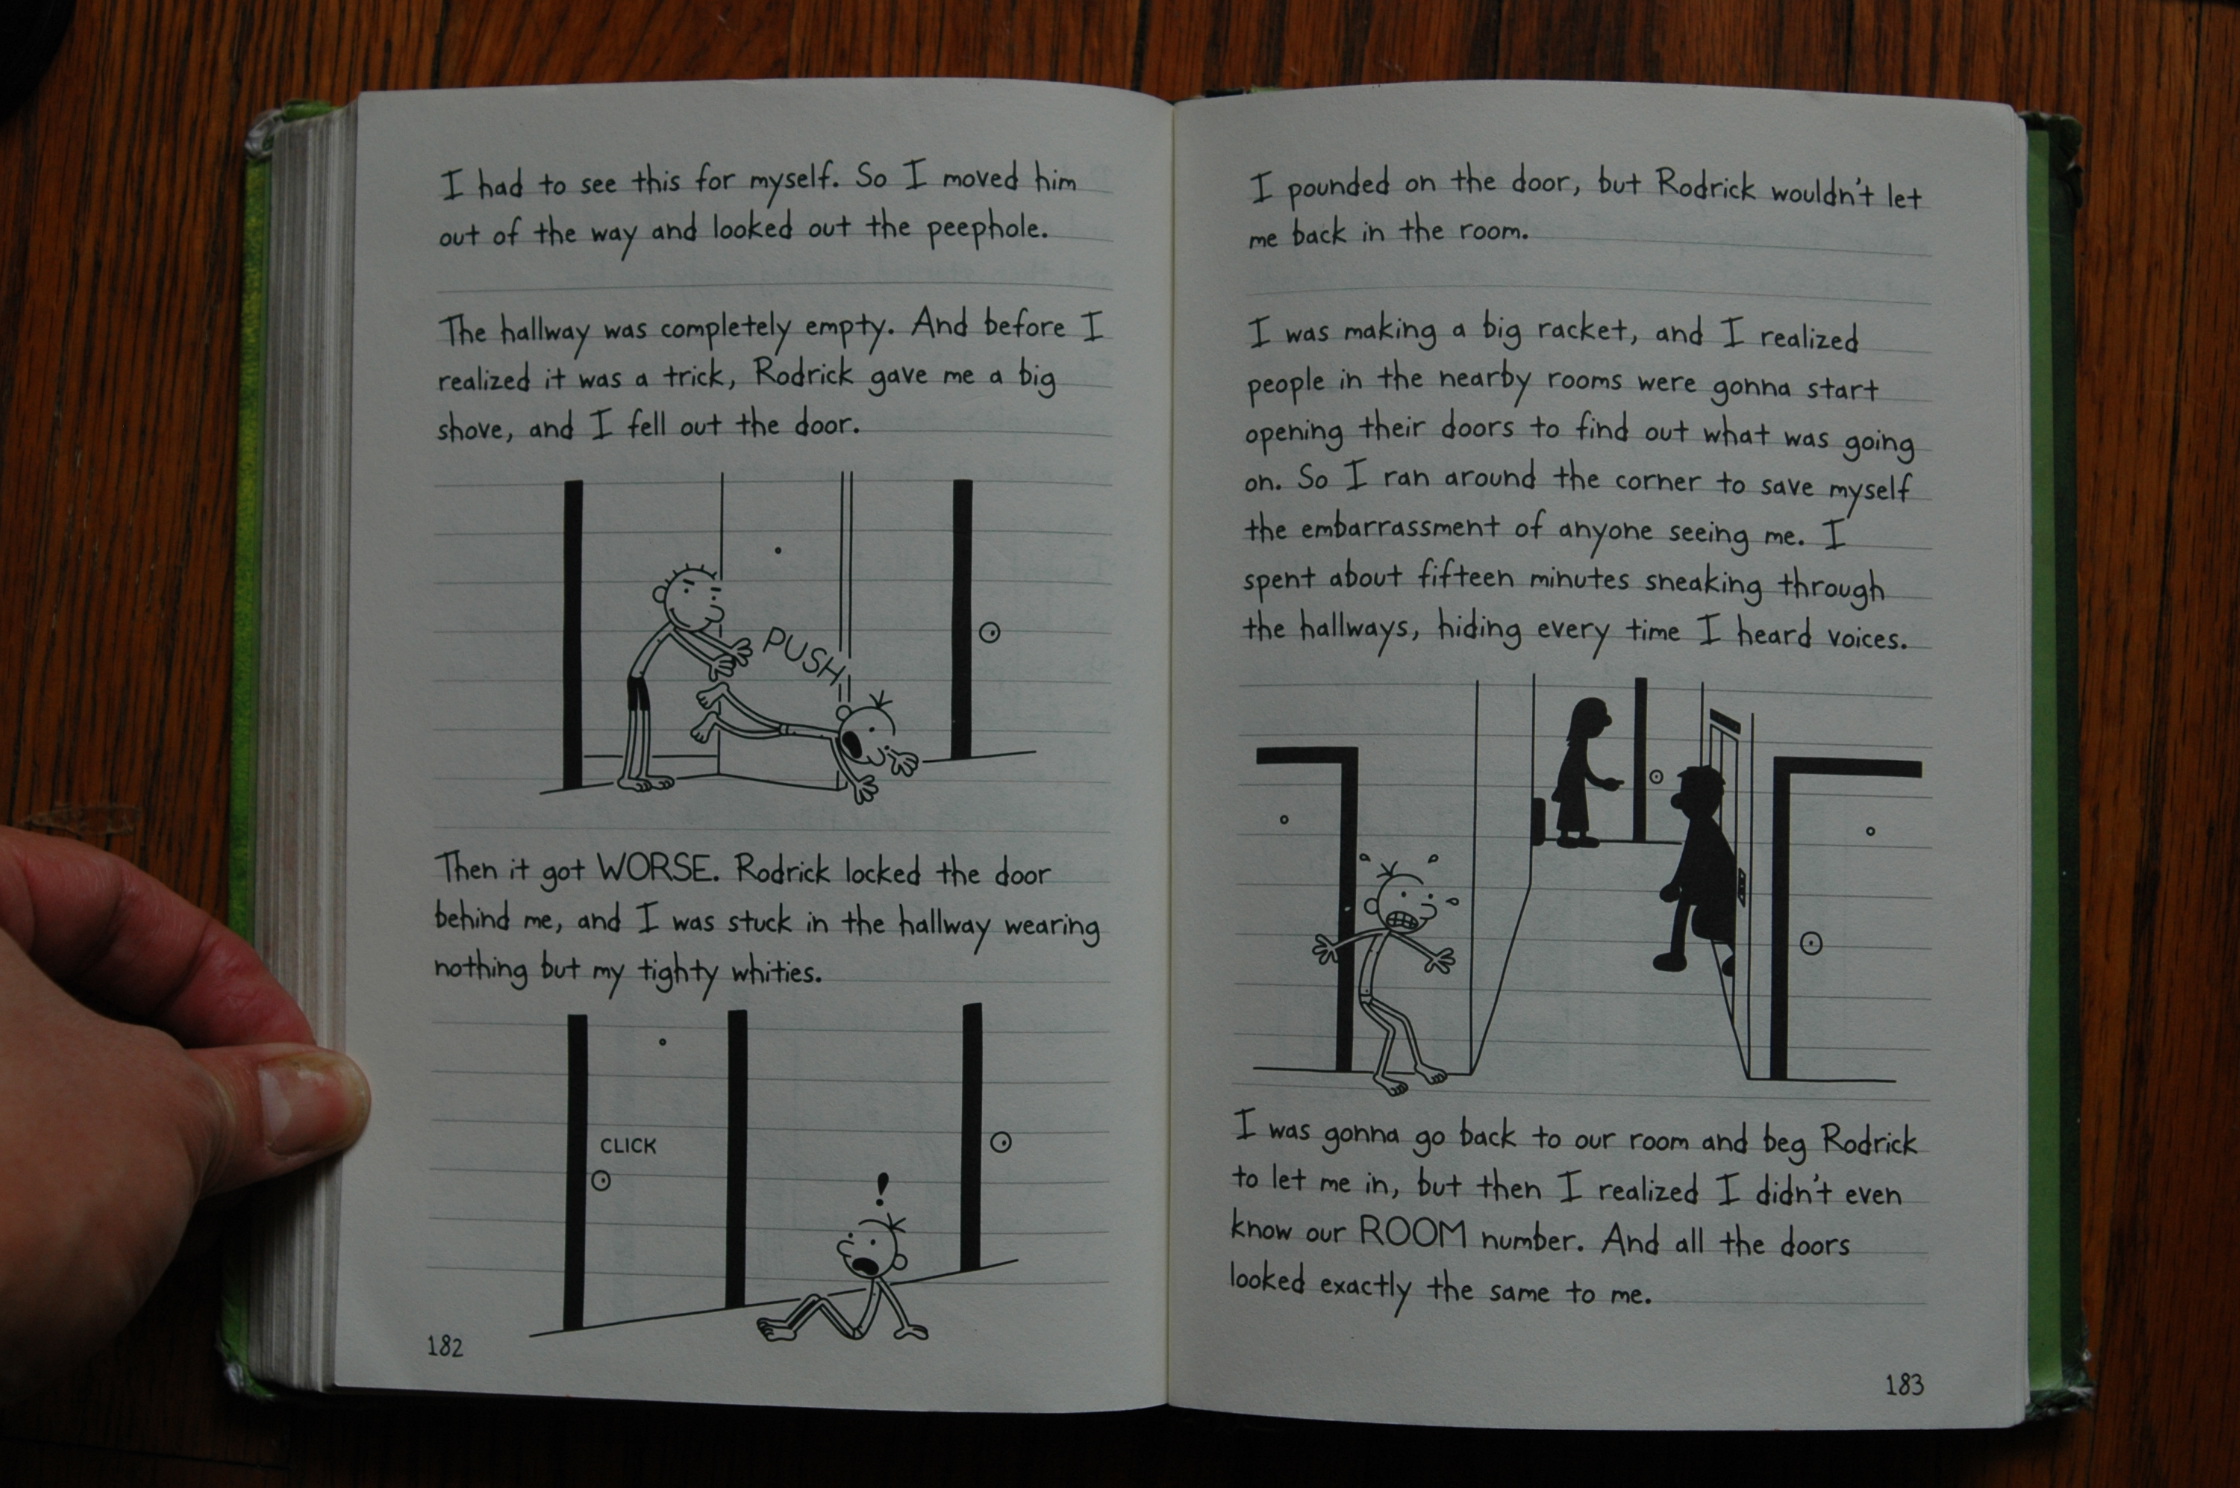 I had to see this for myself. So I moved him
out of the way and looked out the peephole.
The hallway was completely empty. And before I
realized it was a trick, Rodrick gave me a big
shove, and I fell out the door.
PUSH
Then it got WORSE. Rodrick locked the door
behind me, and I was stuck in the hallway wearing
nothing but my tighty whities.
CLICK
!
182
I pounded on the door, but Rodrick wouldn't let
me back in the room.
I was making a big racket, and I realized
people in the nearby rooms were gonna start
opening their doors to find out what was going
on. So I ran around the corner to save myself
the embarrassment of anyone seeing me. I
spent about fifteen minutes sneaking through
the hallways, hiding every time I heard voices.
I was gonna go back to our room and beg Rodrick
to let me in, but then I realized I didn't even
know our ROOM number. And all the doors
looked exactly the same to me.
183